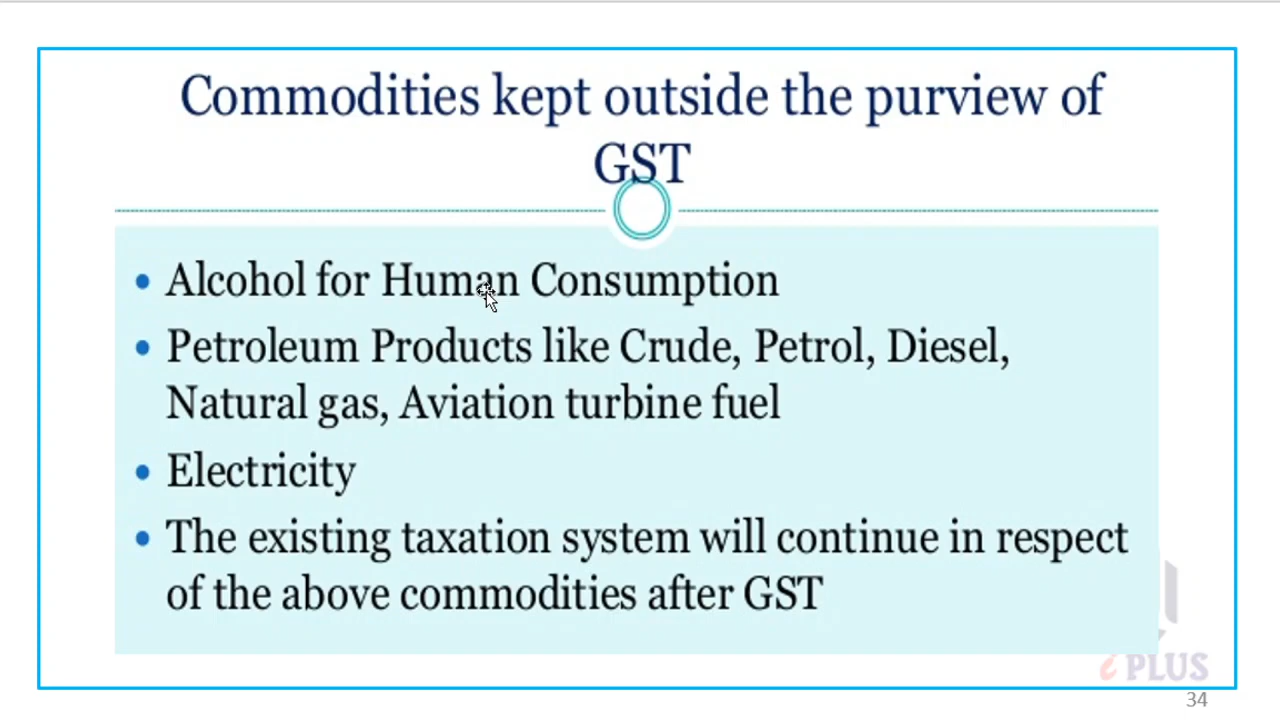 Commodities kept outside the purview of
GST
• Alcohol for Human Consumption
• Petroleum Products like Crude, Petrol, Diesel,
Natural gas, Aviation turbine fuel
• Electricity
• The existing taxation system will continue in respect
of the above commodities after GST
i PLUS
34